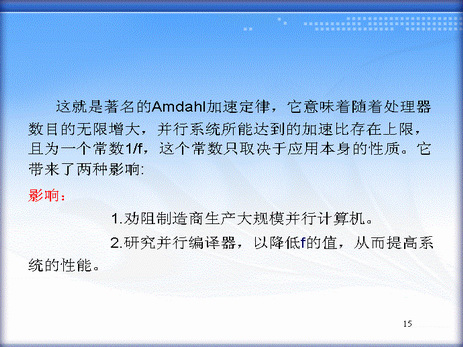 这就是著名的Amdahl加速定律，它意味着随着处理器
数目的无限增大，并行系统所能达到的加速比存在上限，
且为一个常数1/f，这个常数只取决于应用本身的性质。它
带来了两种影响:
影响：
1.劝阻制造商生产大规模并行计算机。
2.研究并行编译器，以降低f的值，从而提高系
统的性能。
15